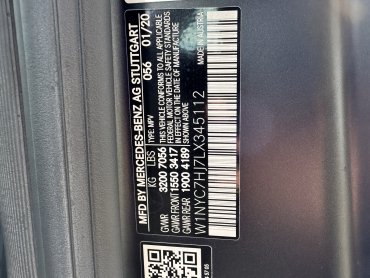 MFD BY MERCEDES-BENZ AG STUTTGART
056 01/20
MADE IN AUSTRIA
TYPE: MPV
THIS VEHICLE CONFORMS TO ALL APPLICABLE
FEDERAL MOTOR VEHICLE SAFETY STANDARDS
IN EFFECT ON THE DATE OF MANUFACTURE
SHOWN ABOVE
KG LBS
GVWR 3200 7056
GAWR FRONT 1550 3417
GAWR REAR 1900 4189
W1NYC7HJ7LX345112